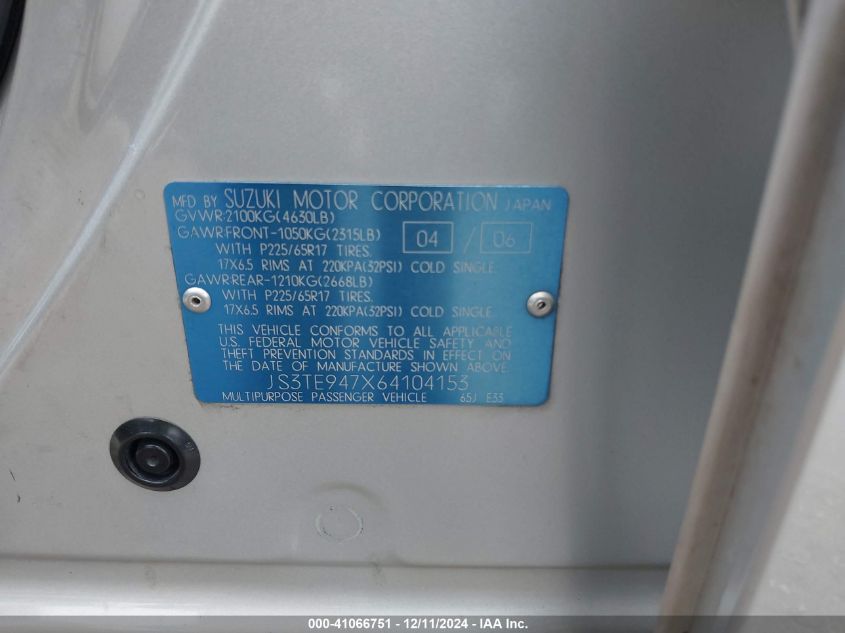 MFD BY SUZUKI MOTOR CORPORATION JAPAN
GVWR:2100KG(4630LB)
GAWRFRONT-1050KG(2315LB) 04 / 06
WITH P225/65R17 TIRES.
17X6.5 RIMS AT 220KPA(32PSI) COLD SINGLE.
GAWRREAR-1210KG(2668LB)
WITH P225/65R17 TIRES.
17X6.5 RIMS AT 220KPA(32PSI) COLD SINGLE.
THIS VEHICLE CONFORMS TO ALL APPLICABLE
U.S. FEDERAL MOTOR VEHICLE SAFETY AND
THEFT PREVENTION STANDARDS IN EFFECT ON
THE DATE OF MANUFACTURE SHOWN ABOVE.
JS3TE947X64104153
MULTIPURPOSE PASSENGER VEHICLE 65J E33
000-41066751 - 12/11/2024 - IAA Inc.